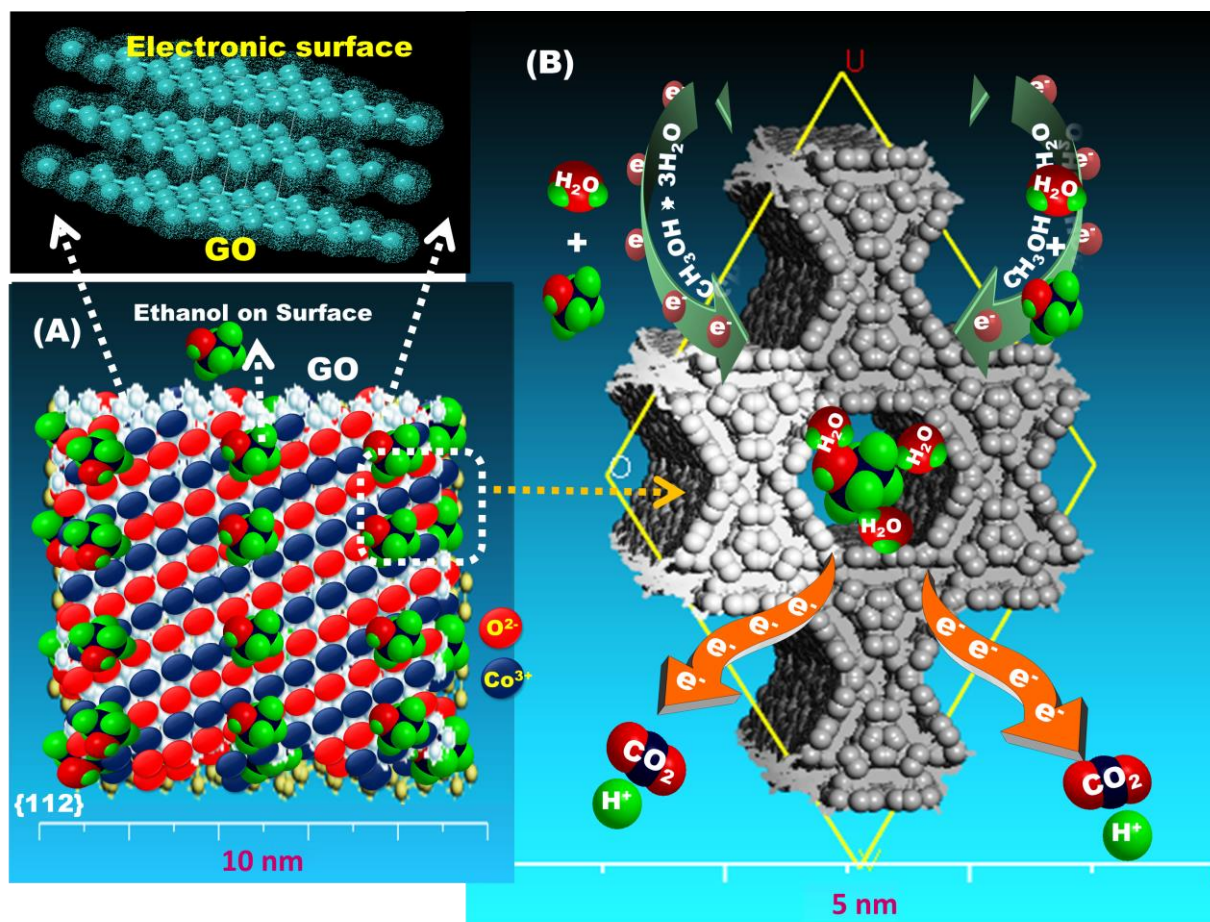 Electronic surface
GO
(A)
Ethanol on Surface
GO
O²⁻
Co³⁺
{112}
10 nm
(B)
U
e⁻
e⁻
H₂O
+
CH₃OH + 3H₂O
e⁻
e⁻
e⁻
e⁻
e⁻
H₂O
H₂O
CH₃OH +
e⁻
e⁻
O
H₂O
H₂O
H₂O
e⁻ e⁻ e⁻ e⁻
e⁻ e⁻ e⁻ e⁻
CO₂
H⁺
CO₂
H⁺
V
5 nm